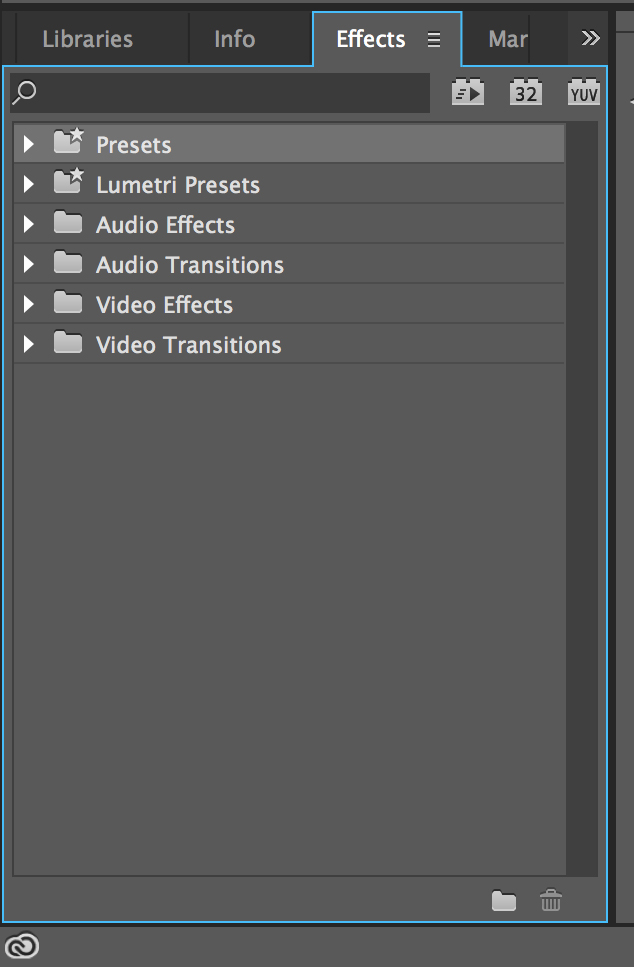 Libraries Info Effects Mar
32 YUV
Presets
Lumetri Presets
Audio Effects
Audio Transitions
Video Effects
Video Transitions